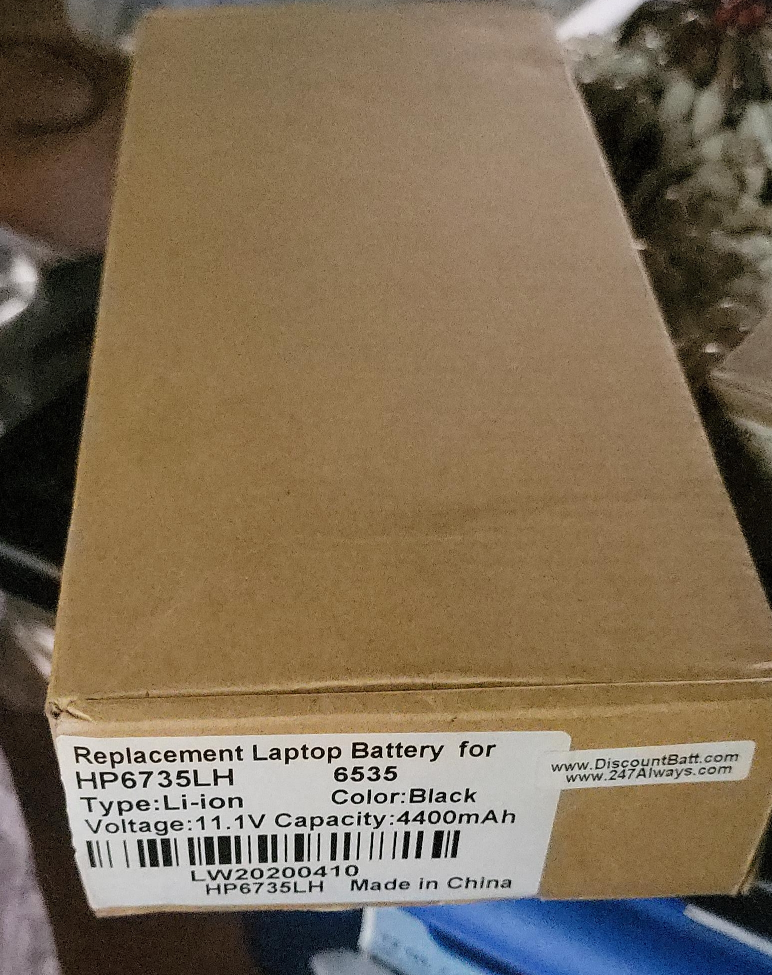 Replacement Laptop Battery for
HP6735LH 6535
Type:Li-ion Color:Black
Voltage:11.1V Capacity:4400mAh
LW20200410
HP6735LH Made in China
www.DiscountBatt.com
www.247Always.com